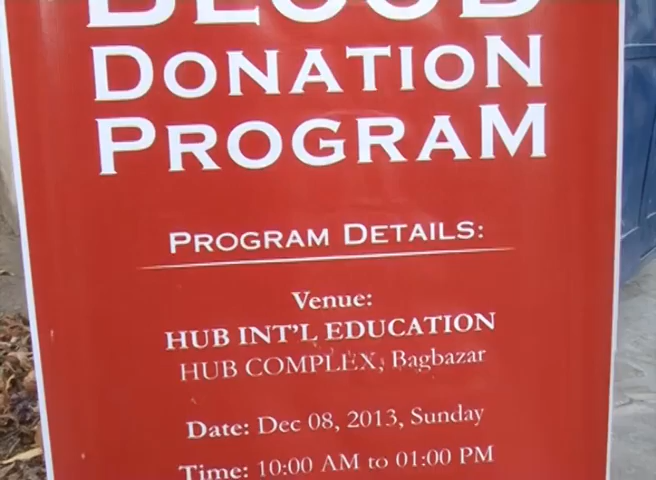 BLOOD
DONATION
PROGRAM
PROGRAM DETAILS:
Venue:
HUB INT'L EDUCATION
HUB COMPLEX, Bagbazar
Date: Dec 08, 2013, Sunday
Time: 10:00 AM to 01:00 PM